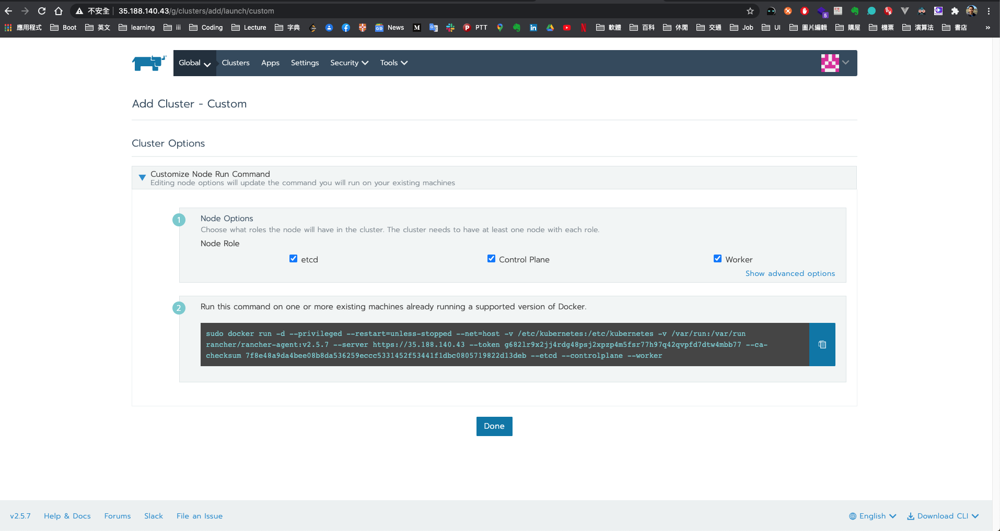 不安全 35.188.140.43/g/clusters/add/launch/custom
5
應用程式 Boot 英文 learning iii Coding Lecture 字典 News M PTT 軟體 百科 休閒 交通 Job UI 圖片編輯 購屋 機票 演算法 書店 »
Global Clusters Apps Settings Security Tools
Add Cluster - Custom
Cluster Options
Customize Node Run Command
Editing node options will update the command you will run on your existing machines
1 Node Options
Choose what roles the node will have in the cluster. The cluster needs to have at least one node with each role.
Node Role
etcd Control Plane Worker
Show advanced options
2 Run this command on one or more existing machines already running a supported version of Docker.
sudo docker run -d --privileged --restart=unless-stopped --net=host -v /etc/kubernetes:/etc/kubernetes -v /var/run:/var/run
rancher/rancher-agent:v2.5.7 --server https://35.188.140.43 --token g682lr9x2jj4rdg48psj2xpzp4m5fsr77h97q42qvpfd7dtw4mbb77 --ca-
checksum 7f8e48a9da4bee08b8da536259eccc5331452f53441f1dbc0805719822d13deb --etcd --controlplane --worker
Done
v2.5.7 Help & Docs Forums Slack File an Issue English Download CLI